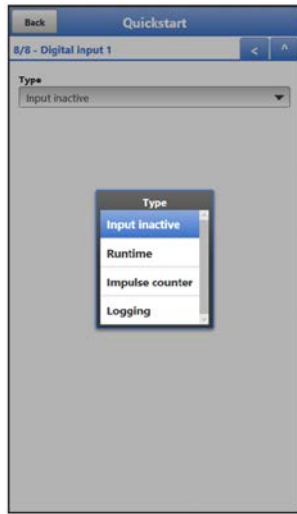 Back Quickstart
8/8 - Digital input 1 < ^
Type
Input inactive
Type
Input inactive
Runtime
Impulse counter
Logging